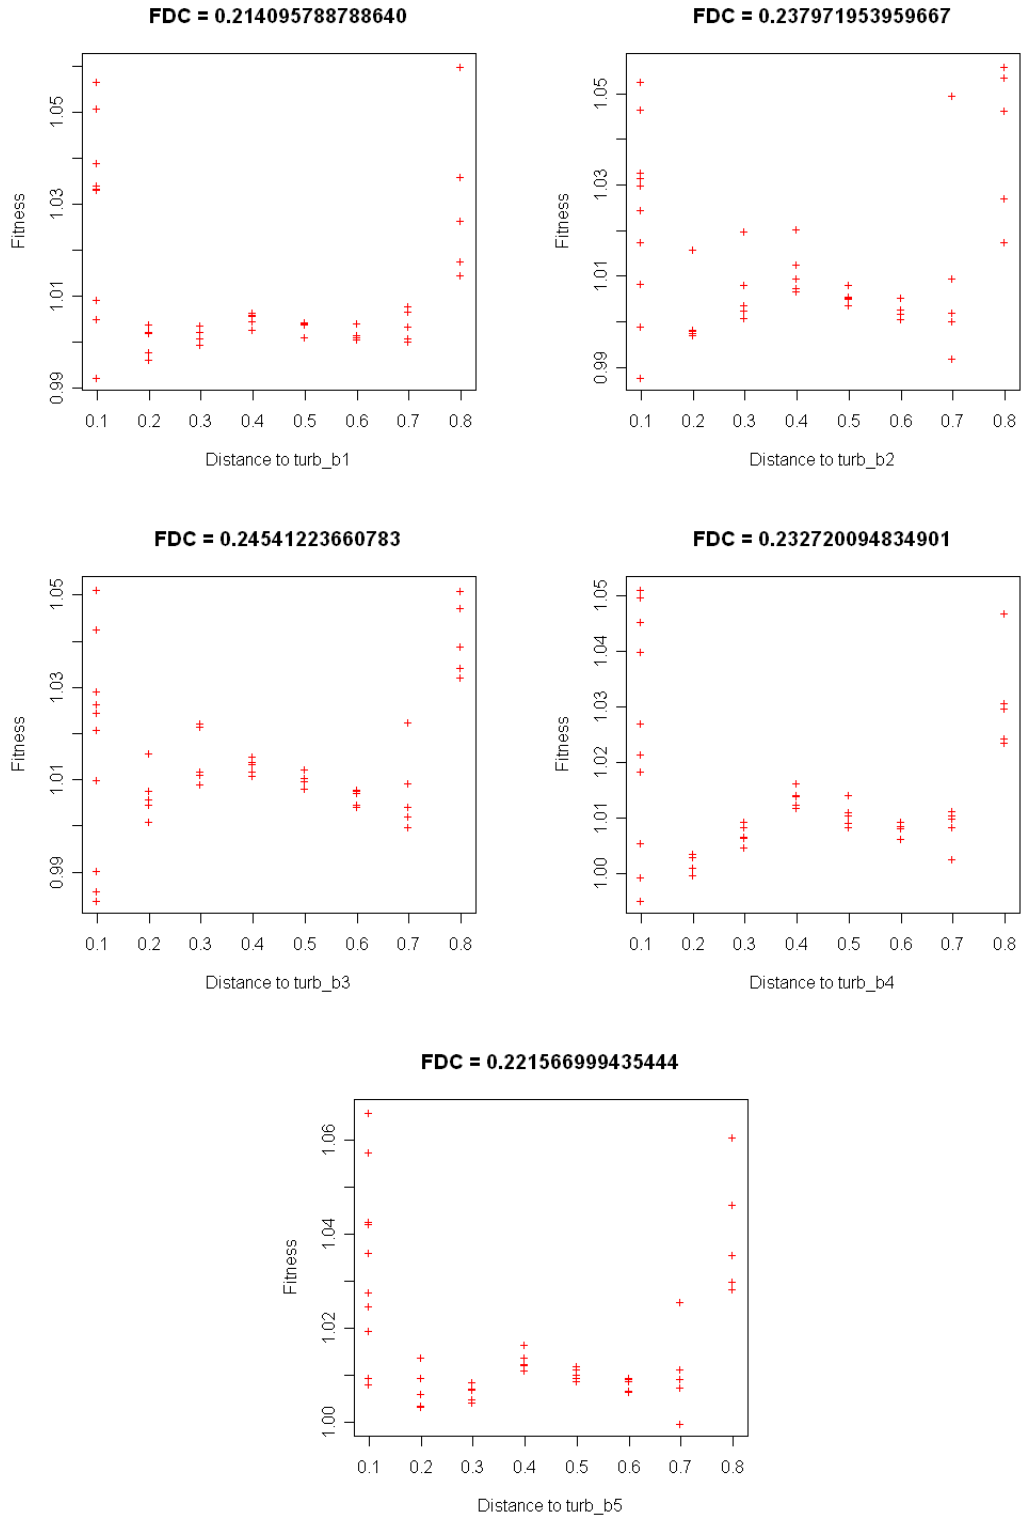 FDC = 0.214095788788640
Fitness
1.05
1.03
1.01
0.99
0.1 0.2 0.3 0.4 0.5 0.6 0.7 0.8
Distance to turb_b1
FDC = 0.237971953959667
Fitness
1.05
1.03
1.01
0.99
0.1 0.2 0.3 0.4 0.5 0.6 0.7 0.8
Distance to turb_b2
FDC = 0.24541223660783
Fitness
1.05
1.03
1.01
0.99
0.1 0.2 0.3 0.4 0.5 0.6 0.7 0.8
Distance to turb_b3
FDC = 0.232720094834901
Fitness
1.05
1.04
1.03
1.02
1.01
1.00
0.1 0.2 0.3 0.4 0.5 0.6 0.7 0.8
Distance to turb_b4
FDC = 0.221566999435444
Fitness
1.06
1.04
1.02
1.00
0.1 0.2 0.3 0.4 0.5 0.6 0.7 0.8
Distance to turb_b5